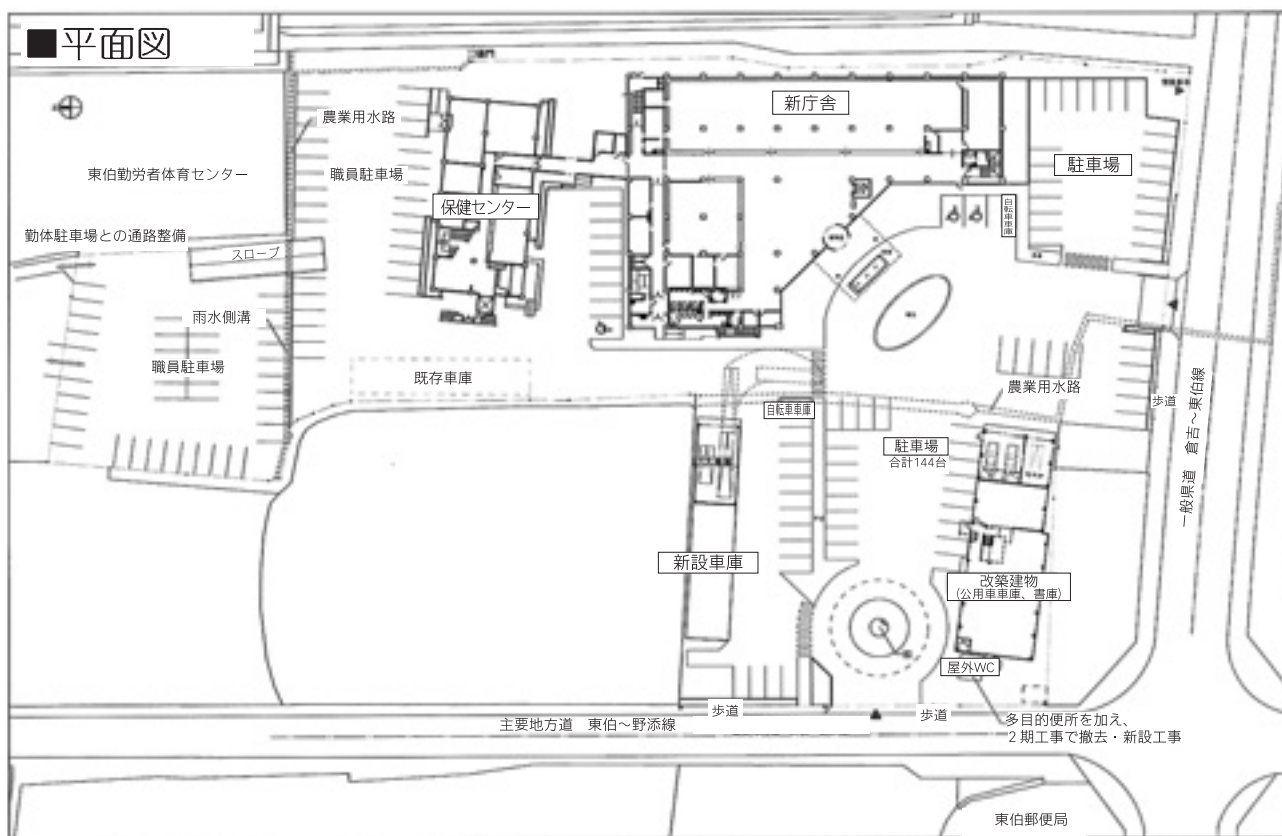 ■平面図
新庁舎
農業用水路
駐車場
東伯勤労者体育センター
職員駐車場
保健センター
自転車車庫
勤体駐車場との通路整備
スロープ
雨水側溝
職員駐車場
既存車庫
農業用水路
自転車車庫
歩道
駐車場
合計144台
一般県道 倉吉～東伯線
新設車庫
改築建物
(公用車車庫、書庫)
屋外WC
歩道
歩道
主要地方道 東伯～野添線
多目的便所を加え、
2期工事で撤去・新設工事
東伯郵便局